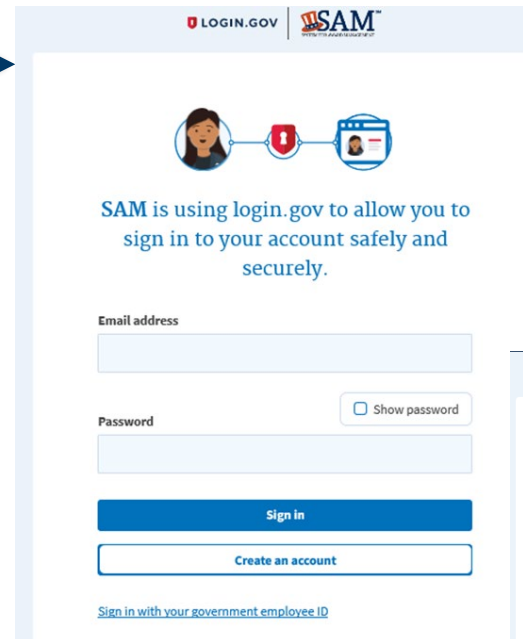 LOGIN.GOV SAM™
SAM is using login.gov to allow you to
sign in to your account safely and
securely.
Email address
Show password
Password
Sign in
Create an account
Sign in with your government employee ID